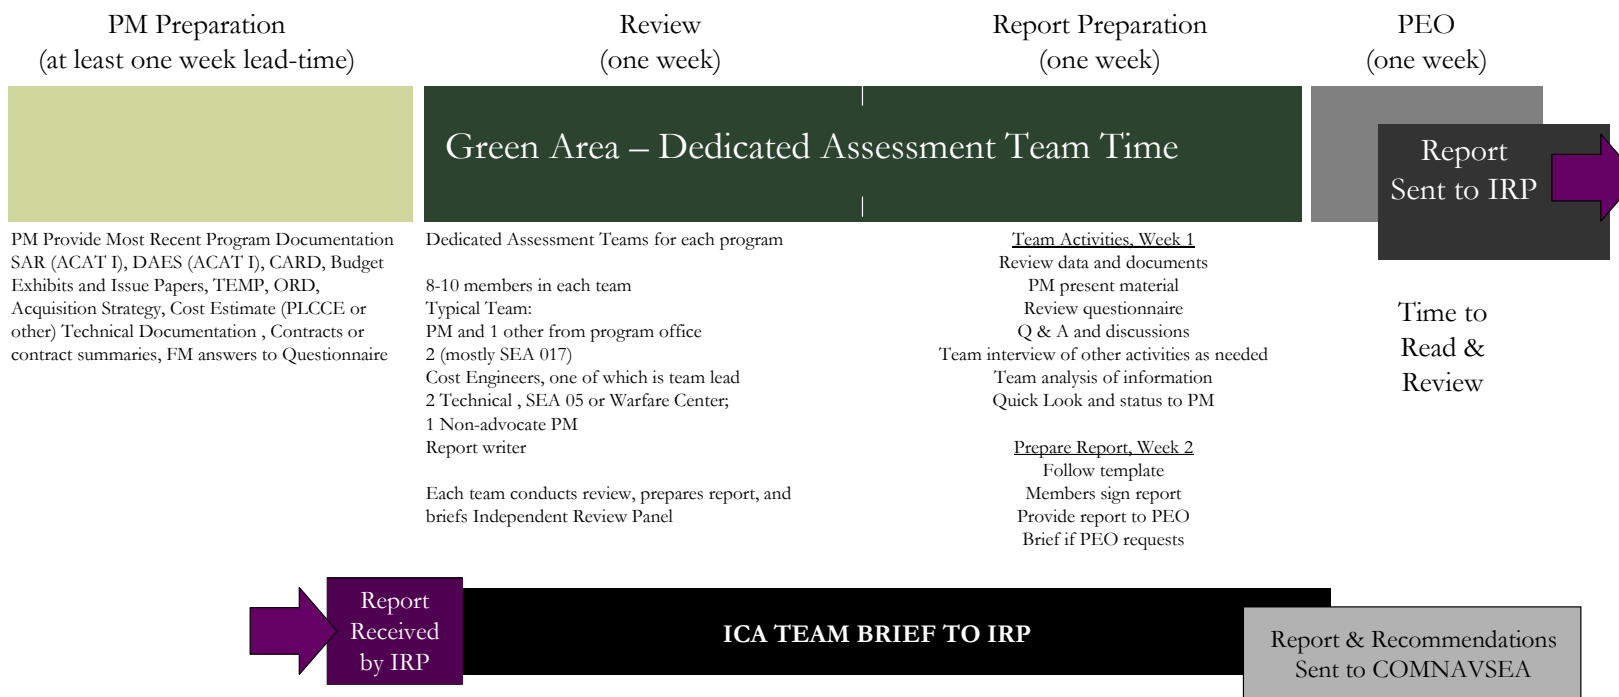 PM Preparation
(at least one week lead-time)
Review
(one week)
Report Preparation
(one week)
PEO
(one week)
Green Area – Dedicated Assessment Team Time
Report
Sent to IRP
PM Provide Most Recent Program Documentation
SAR (ACAT I), DAES (ACAT I), CARD, Budget
Exhibits and Issue Papers, TEMP, ORD,
Acquisition Strategy, Cost Estimate (PLCCE or
other) Technical Documentation , Contracts or
contract summaries, FM answers to Questionnaire
Dedicated Assessment Teams for each program
8-10 members in each team
Typical Team:
PM and 1 other from program office
2 (mostly SEA 017)
Cost Engineers, one of which is team lead
2 Technical , SEA 05 or Warfare Center;
1 Non-advocate PM
Report writer
Each team conducts review, prepares report, and
briefs Independent Review Panel
Team Activities, Week 1
Review data and documents
PM present material
Review questionnaire
Q & A and discussions
Team interview of other activities as needed
Team analysis of information
Quick Look and status to PM
Prepare Report, Week 2
Follow template
Members sign report
Provide report to PEO
Brief if PEO requests
Time to
Read &
Review
Report
Received
by IRP
ICA TEAM BRIEF TO IRP
Report & Recommendations
Sent to COMNAVSEA